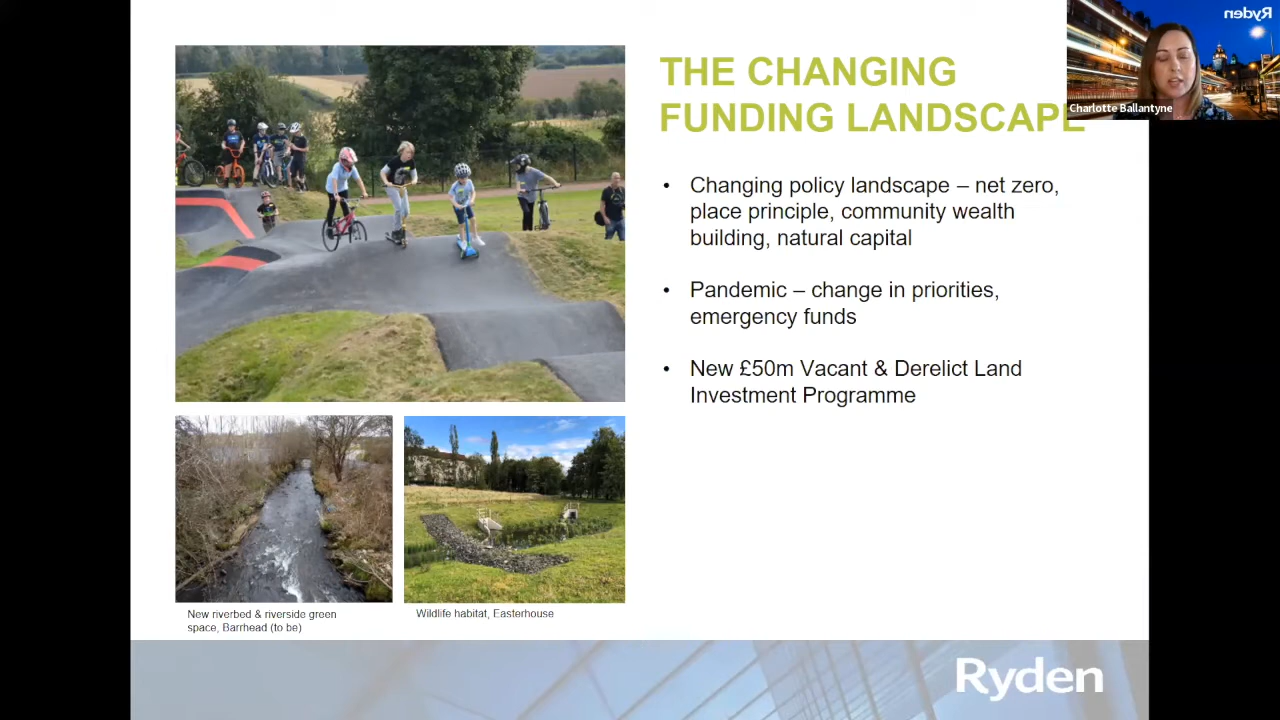 THE CHANGING
FUNDING LANDSCAPE
Ryden
Charlotte Ballantyne
• Changing policy landscape – net zero,
place principle, community wealth
building, natural capital
• Pandemic – change in priorities,
emergency funds
• New £50m Vacant & Derelict Land
Investment Programme
New riverbed & riverside green
space, Barrhead (to be)
Wildlife habitat, Easterhouse
Ryden